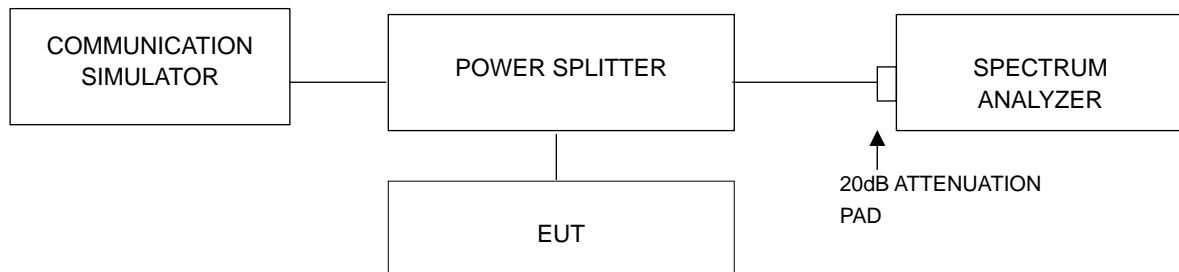 COMMUNICATION
SIMULATOR
POWER SPLITTER
SPECTRUM
ANALYZER
20dB ATTENUATION
PAD
EUT